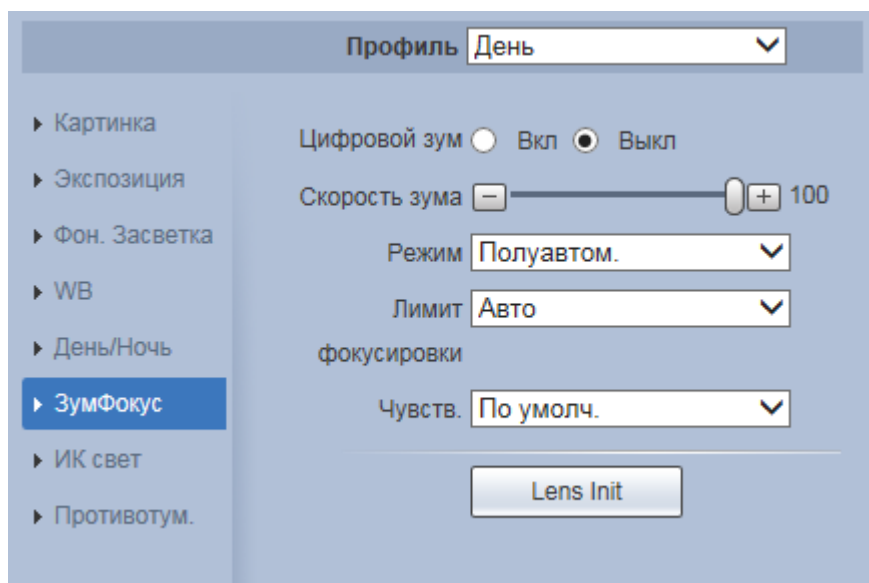 Профиль День
Картинка
Экспозиция
Фон. Засветка
WB
День/Ночь
ЗумФокус
ИК свет
Противотум.
Цифровой зум Вкл Выкл
Скорость зума 100
Режим Полуавтом.
Лимит Авто
фокусировки
Чувств. По умолч.
Lens Init